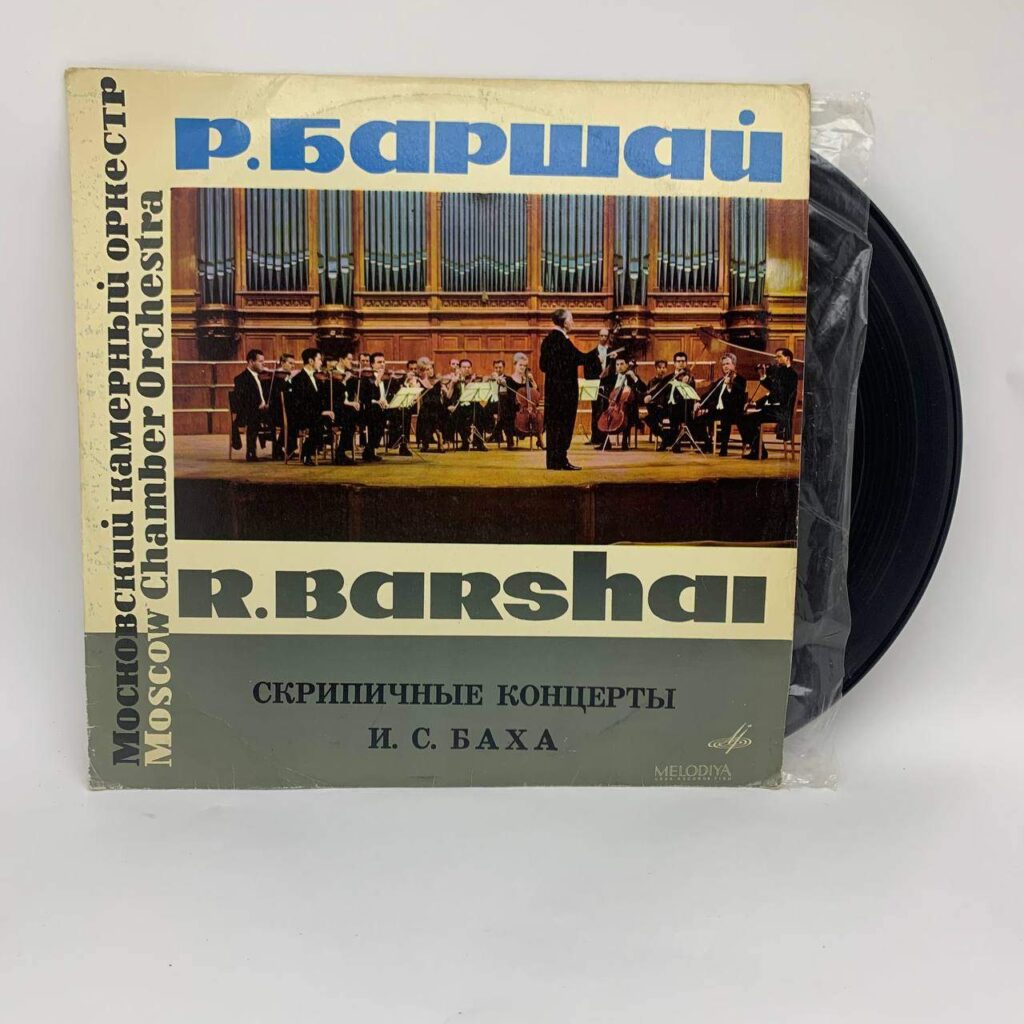 Московский камерный оркестр
Moscow Chamber Orchestra
Р.Баршай
R.Barshai
СКРИПИЧНЫЕ КОНЦЕРТЫ
И. С. БАХА
MELODIYA